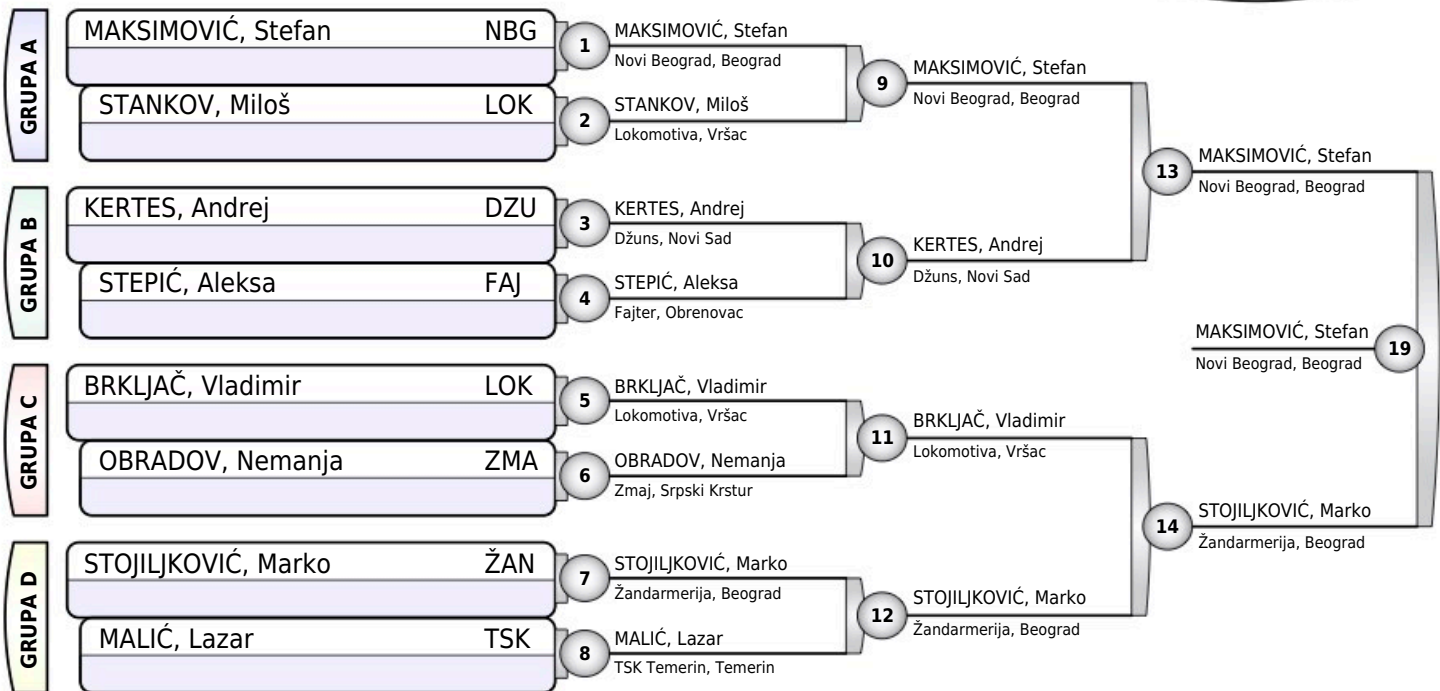 GRUPA A
MAKSIMOVIĆ, Stefan NBG
STANKOV, Miloš LOK
GRUPA B
KERTES, Andrej DZU
STEPIĆ, Aleksa FAJ
GRUPA C
BRKLJAČ, Vladimir LOK
OBRADOV, Nemanja ZMA
GRUPA D
STOJILJKOVIĆ, Marko ŽAN
MALIĆ, Lazar TSK
1 MAKSIMOVIĆ, Stefan
Novi Beograd, Beograd
2 STANKOV, Miloš
Lokomotiva, Vršac
3 KERTES, Andrej
Džuns, Novi Sad
4 STEPIĆ, Aleksa
Fajter, Obrenovac
5 BRKLJAČ, Vladimir
Lokomotiva, Vršac
6 OBRADOV, Nemanja
Zmaj, Srpski Krstur
7 STOJILJKOVIĆ, Marko
Žandarmerija, Beograd
8 MALIĆ, Lazar
TSK Temerin, Temerin
9 MAKSIMOVIĆ, Stefan
Novi Beograd, Beograd
10 KERTES, Andrej
Džuns, Novi Sad
11 BRKLJAČ, Vladimir
Lokomotiva, Vršac
12 STOJILJKOVIĆ, Marko
Žandarmerija, Beograd
13 MAKSIMOVIĆ, Stefan
Novi Beograd, Beograd
14 STOJILJKOVIĆ, Marko
Žandarmerija, Beograd
MAKSIMOVIĆ, Stefan 19
Novi Beograd, Beograd